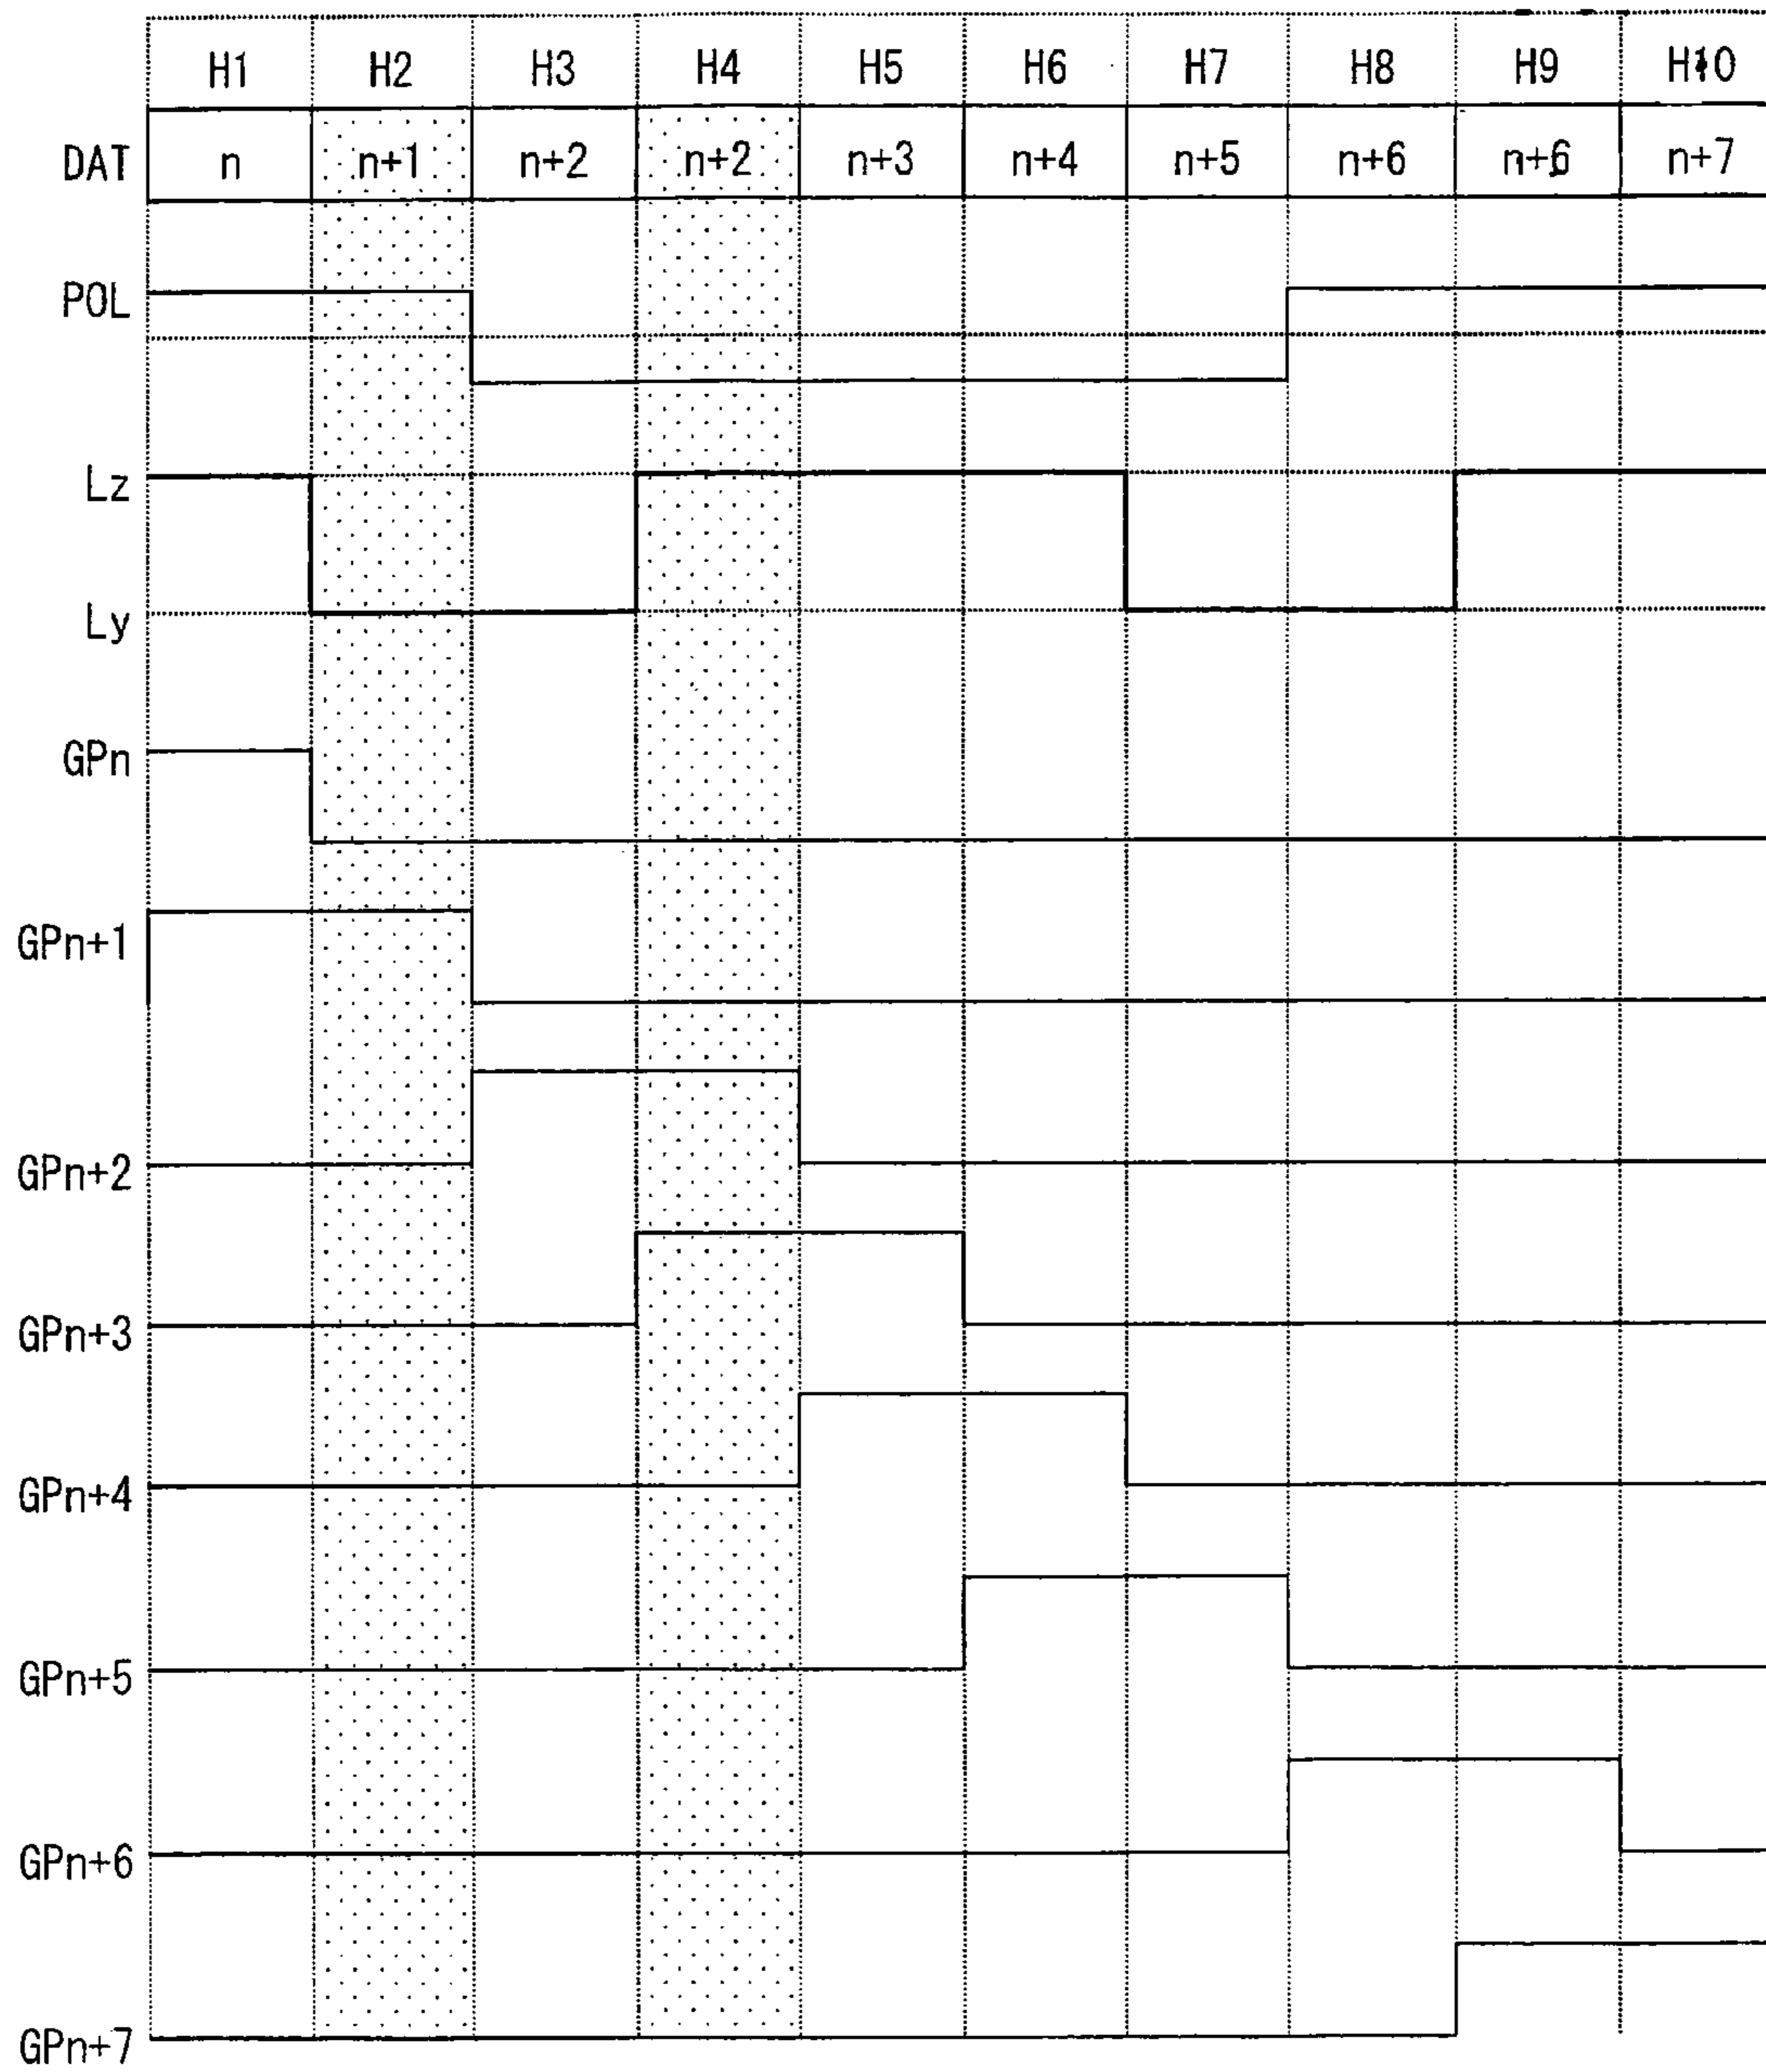 H1 H2 H3 H4 H5 H6 H7 H8 H9 H10
DAT n n+1 n+2 n+2 n+3 n+4 n+5 n+6 n+6 n+7
POL
Lz
Ly
GPn
GPn+1
GPn+2
GPn+3
GPn+4
GPn+5
GPn+6
GPn+7